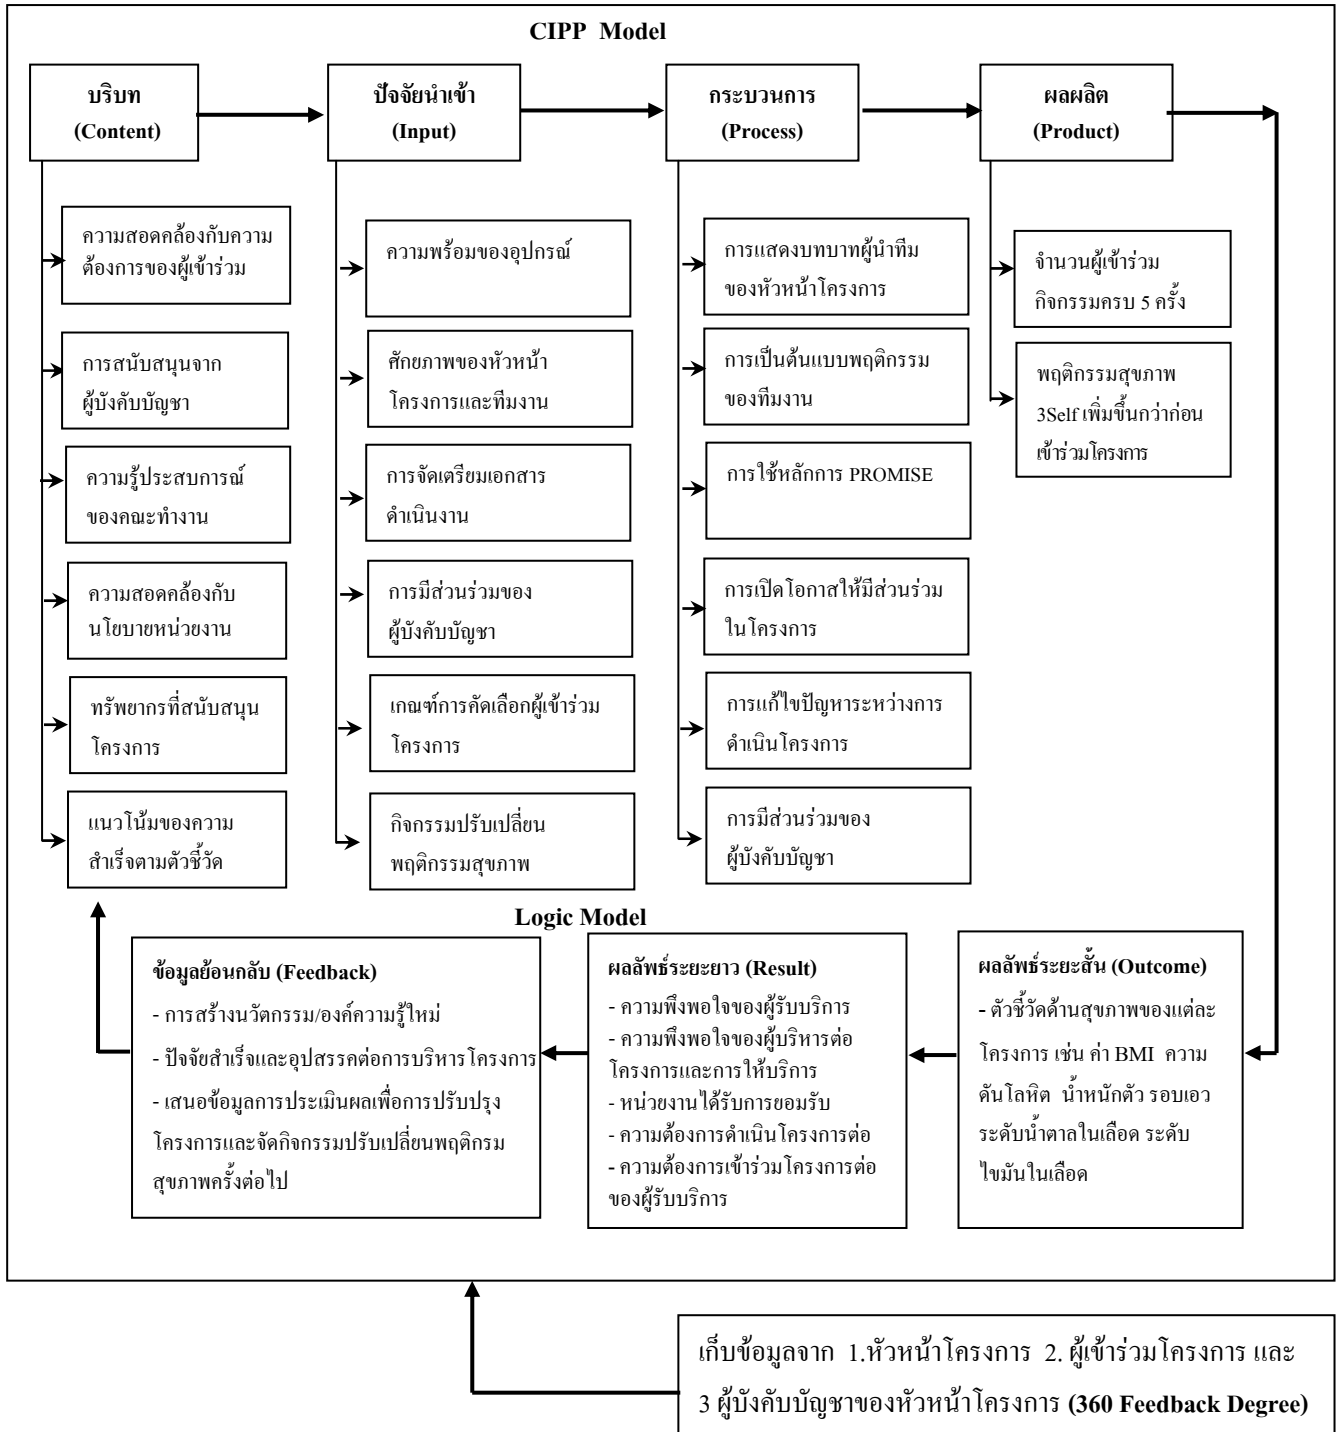 CIPP Model
บริบท
(Content)
ปัจจัยนำเข้า
(Input)
กระบวนการ
(Process)
ผลผลิต
(Product)
ความสอดคล้องกับความ
ต้องการของผู้เข้าร่วม
การสนับสนุนจาก
ผู้บังคับบัญชา
ความรู้ประสบการณ์
ของคณะทำงาน
ความสอดคล้องกับ
นโยบายหน่วยงาน
ทรัพยากรที่สนับสนุน
โครงการ
แนวโน้มของความ
สำเร็จตามตัวชี้วัด
ความพร้อมของอุปกรณ์
ศักยภาพของหัวหน้า
โครงการและทีมงาน
การจัดเตรียมเอกสาร
ดำเนินงาน
การมีส่วนร่วมของ
ผู้บังคับบัญชา
เกณฑ์การคัดเลือกผู้เข้าร่วม
โครงการ
กิจกรรมปรับเปลี่ยน
พฤติกรรมสุขภาพ
การแสดงบทบาทผู้นำทีม
ของหัวหน้าโครงการ
การเป็นต้นแบบพฤติกรรม
ของทีมงาน
การใช้หลักการ PROMISE
การเปิดโอกาสให้มีส่วนร่วม
ในโครงการ
การแก้ไขปัญหาระหว่างการ
ดำเนินโครงการ
การมีส่วนร่วมของ
ผู้บังคับบัญชา
จำนวนผู้เข้าร่วม
กิจกรรมครบ 5 ครั้ง
พฤติกรรมสุขภาพ
3Self เพิ่มขึ้นกว่าก่อน
เข้าร่วมโครงการ
Logic Model
ข้อมูลย้อนกลับ (Feedback)
- การสร้างนวัตกรรม/องค์ความรู้ใหม่
- ปัจจัยสำเร็จและอุปสรรคต่อการบริหารโครงการ
- เสนอข้อมูลการประเมินผลเพื่อการปรับปรุง
โครงการและจัดกิจกรรมปรับเปลี่ยนพฤติกรม
สุขภาพครั้งต่อไป
ผลลัพธ์ระยะยาว (Result)
- ความพึงพอใจของผู้รับบริการ
- ความพึงพอใจของผู้บริหารต่อ
โครงการและการให้บริการ
- หน่วยงานได้รับการยอมรับ
- ความต้องการดำเนินโครงการต่อ
- ความต้องการเข้าร่วมโครงการต่อ
ของผู้รับบริการ
ผลลัพธ์ระยะสั้น (Outcome)
- ตัวชี้วัดด้านสุขภาพของแต่ละ
โครงการ เช่น ค่า BMI ความ
ดันโลหิต น้ำหนักตัว รอบเอว
ระดับน้ำตาลในเลือด ระดับ
ไขมันในเลือด
เก็บข้อมูลจาก 1.หัวหน้าโครงการ 2. ผู้เข้าร่วมโครงการ และ
3 ผู้บังคับบัญชาของหัวหน้าโครงการ (360 Feedback Degree)